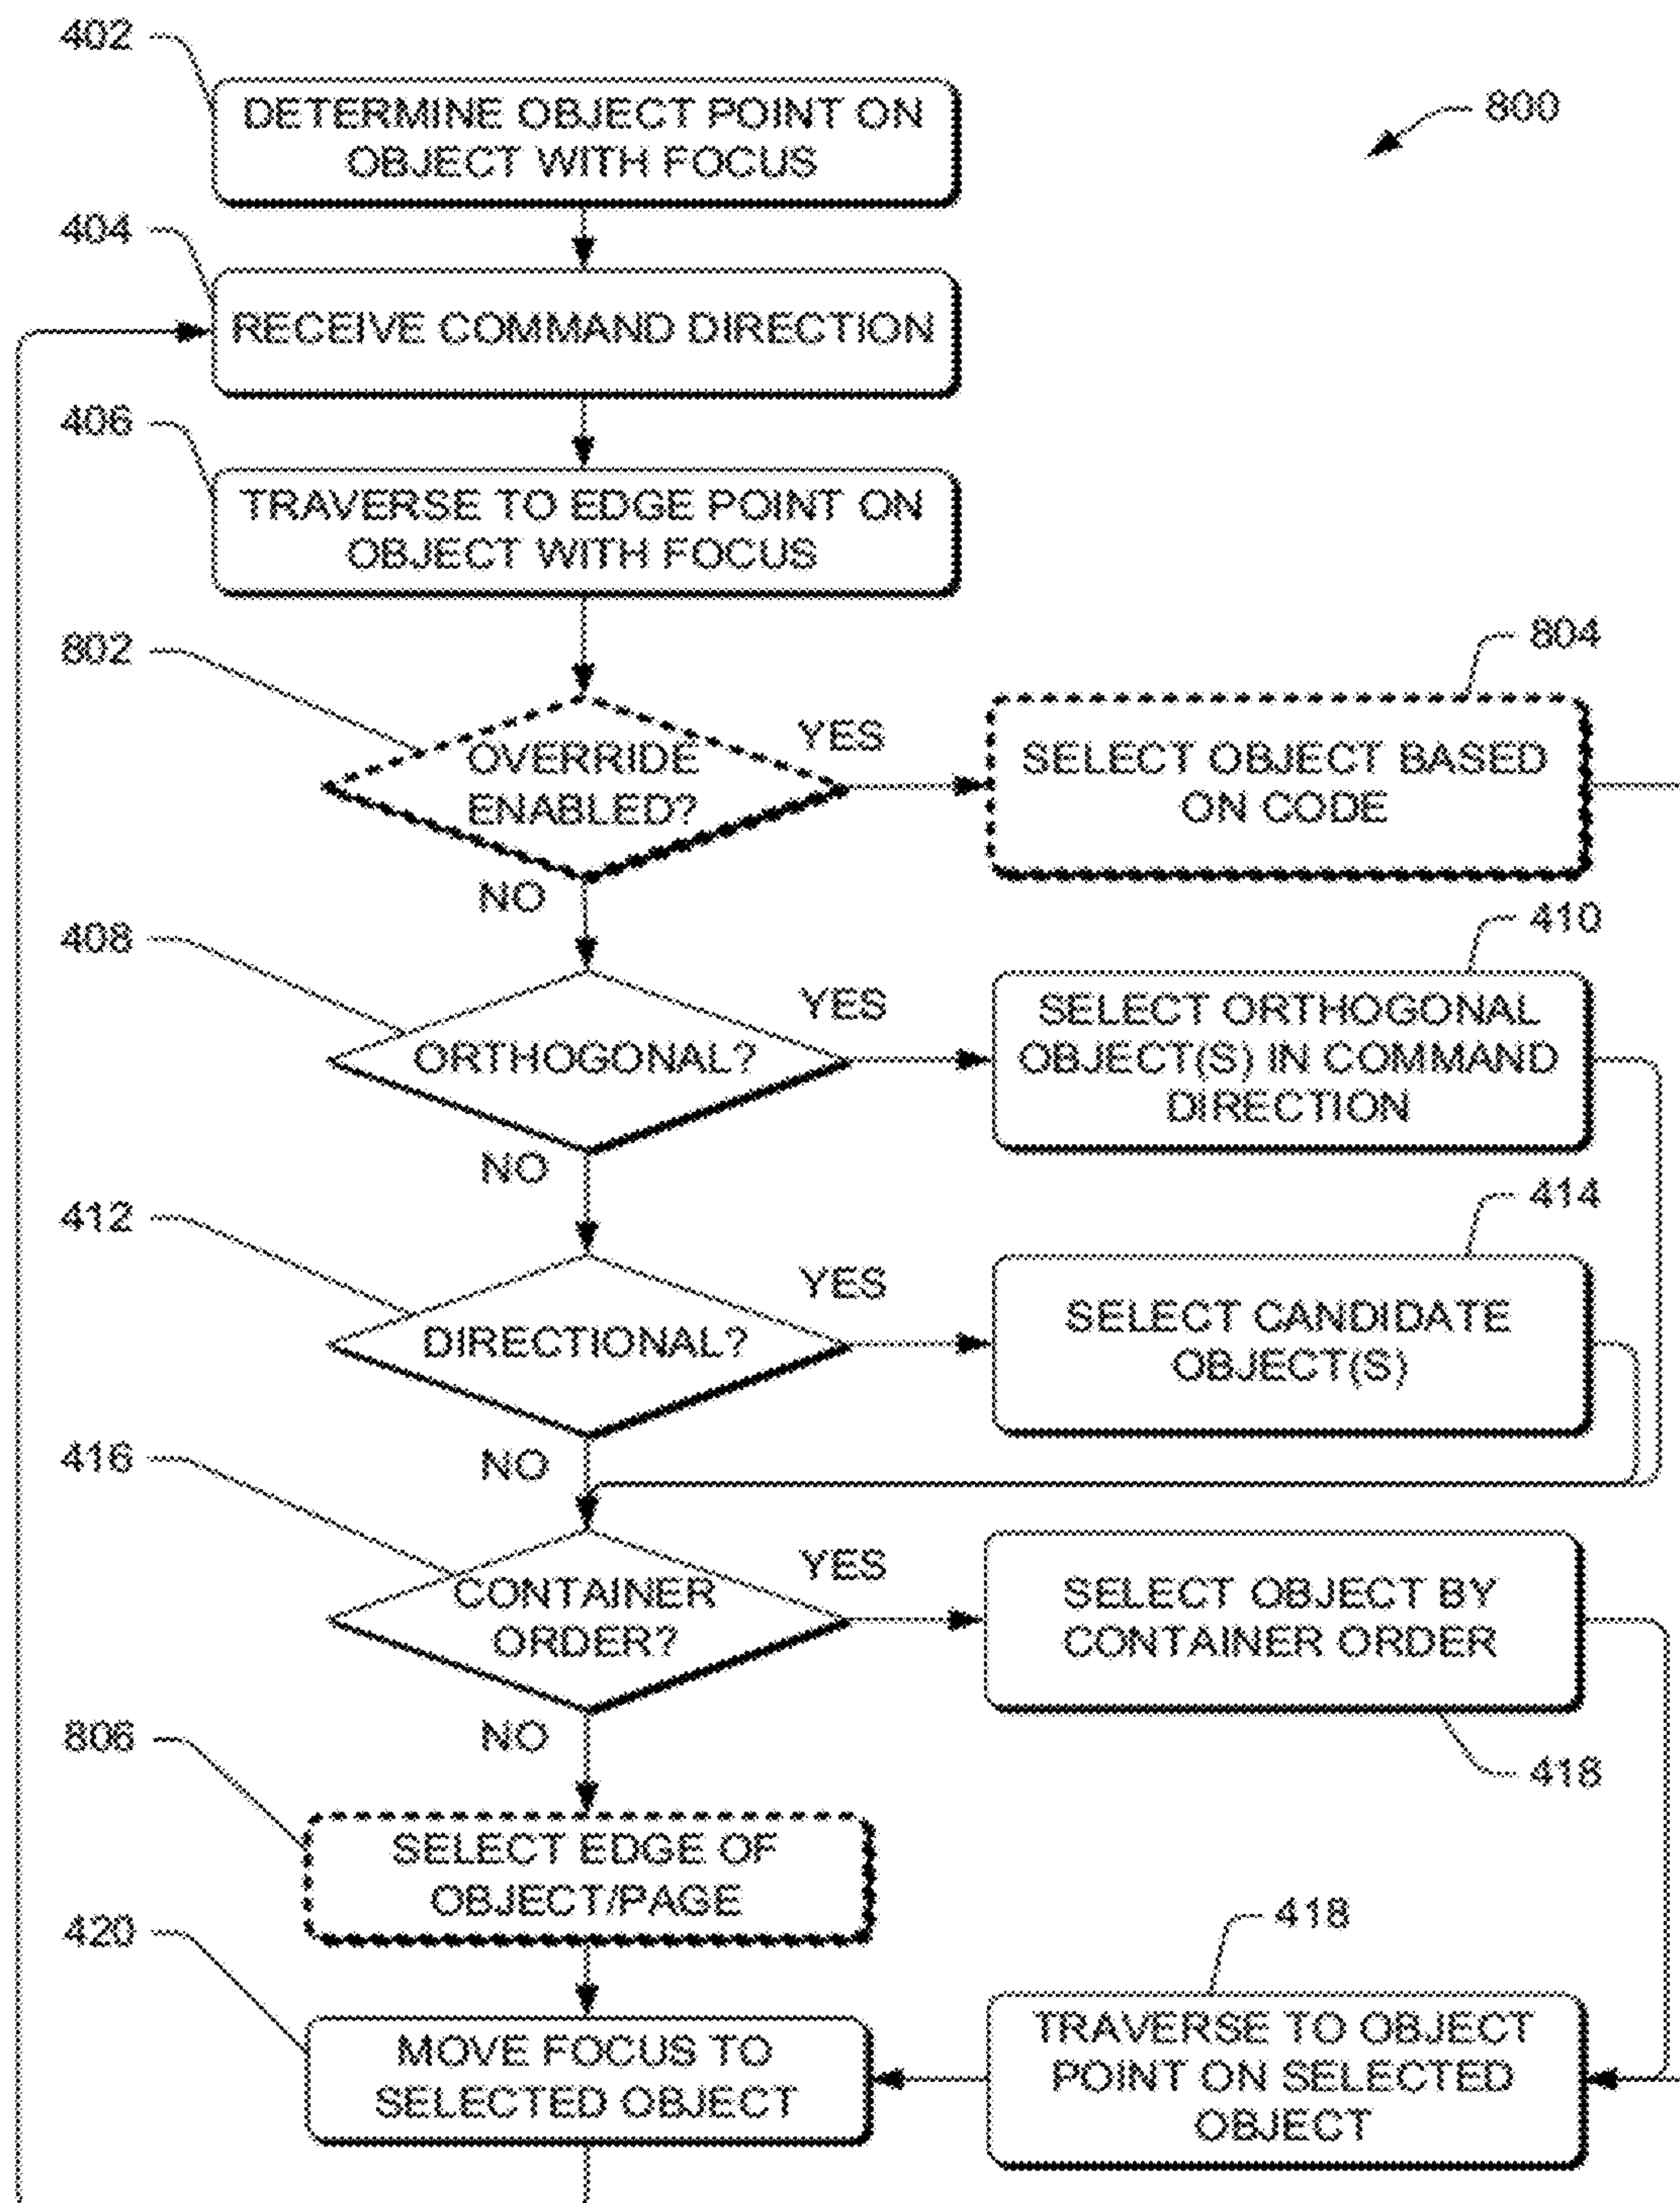 402
DETERMINE OBJECT POINT ON
OBJECT WITH FOCUS
800
404
RECEIVE COMMAND DIRECTION
406
TRAVERSE TO EDGE POINT ON
OBJECT WITH FOCUS
802
OVERRIDE
ENABLED?
YES
NO
804
SELECT OBJECT BASED
ON CODE
408
ORTHOGONAL?
YES
NO
410
SELECT ORTHOGONAL
OBJECT(S) IN COMMAND
DIRECTION
412
DIRECTIONAL?
YES
NO
414
SELECT CANDIDATE
OBJECT(S)
416
CONTAINER
ORDER?
YES
NO
SELECT OBJECT BY
CONTAINER ORDER
418
806
SELECT EDGE OF
OBJECT/PAGE
420
MOVE FOCUS TO
SELECTED OBJECT
418
TRAVERSE TO OBJECT
POINT ON SELECTED
OBJECT